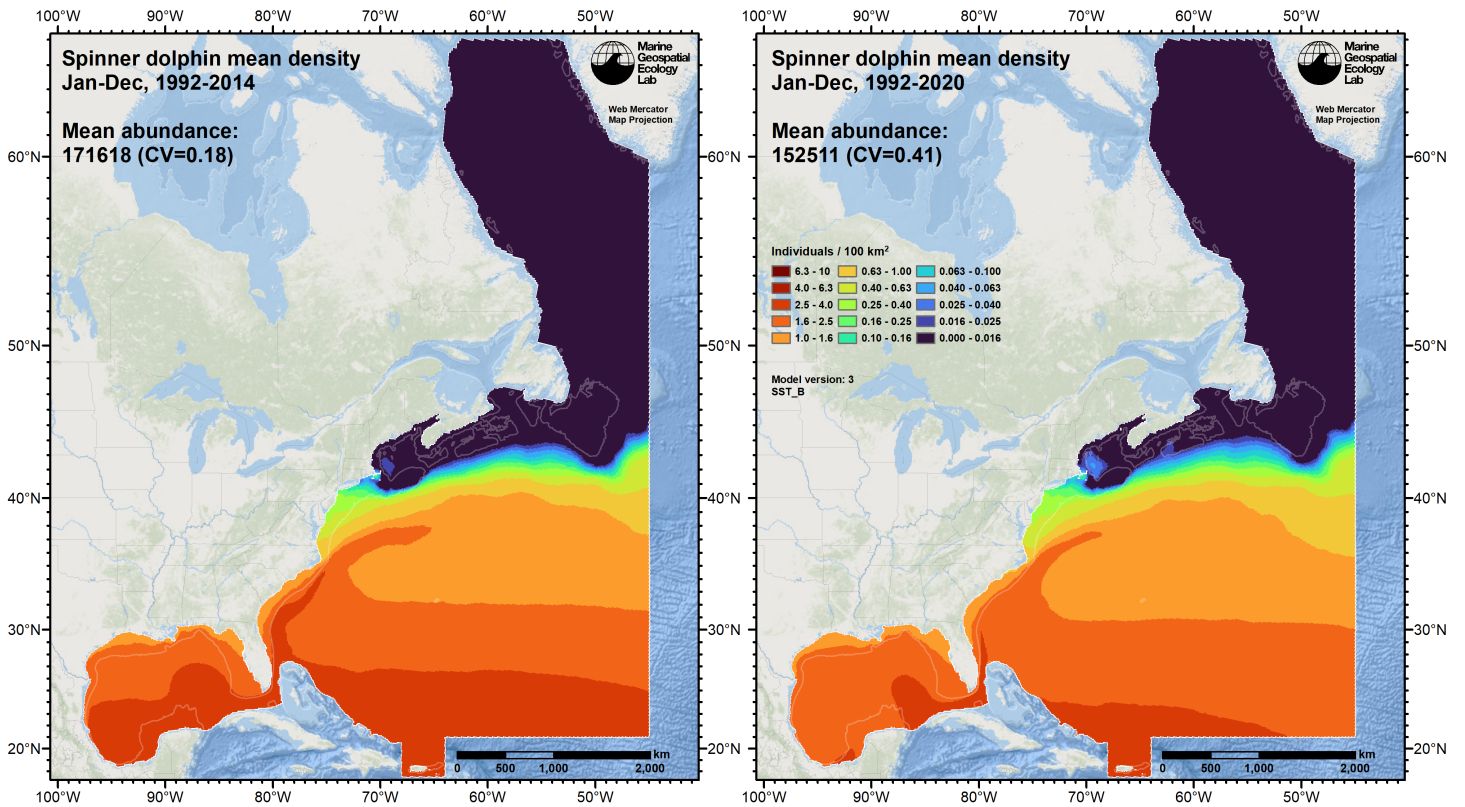 100°W 90°W 80°W 70°W 60°W 50°W
100°W 90°W 80°W 70°W 60°W 50°W
Spinner dolphin mean density
Jan-Dec, 1992-2014
Mean abundance:
171618 (CV=0.18)
Marine
Geospatial
Ecology
Lab
Web Mercator
Map Projection
Spinner dolphin mean density
Jan-Dec, 1992-2020
Mean abundance:
152511 (CV=0.41)
Marine
Geospatial
Ecology
Lab
Web Mercator
Map Projection
60°N 60°N 60°N
Individuals / 100 km²
6.3 - 10 0.63 - 1.00 0.063 - 0.100
4.0 - 6.3 0.40 - 0.63 0.040 - 0.063
2.5 - 4.0 0.25 - 0.40 0.025 - 0.040
1.6 - 2.5 0.16 - 0.25 0.016 - 0.025
1.0 - 1.6 0.10 - 0.16 0.000 - 0.016
50°N 50°N 50°N
Model version: 3
SST_B
40°N 40°N 40°N
30°N 30°N 30°N
20°N 20°N 20°N
km
0 500 1,000 2,000
km
0 500 1,000 2,000
100°W 90°W 80°W 70°W 60°W 50°W
100°W 90°W 80°W 70°W 60°W 50°W